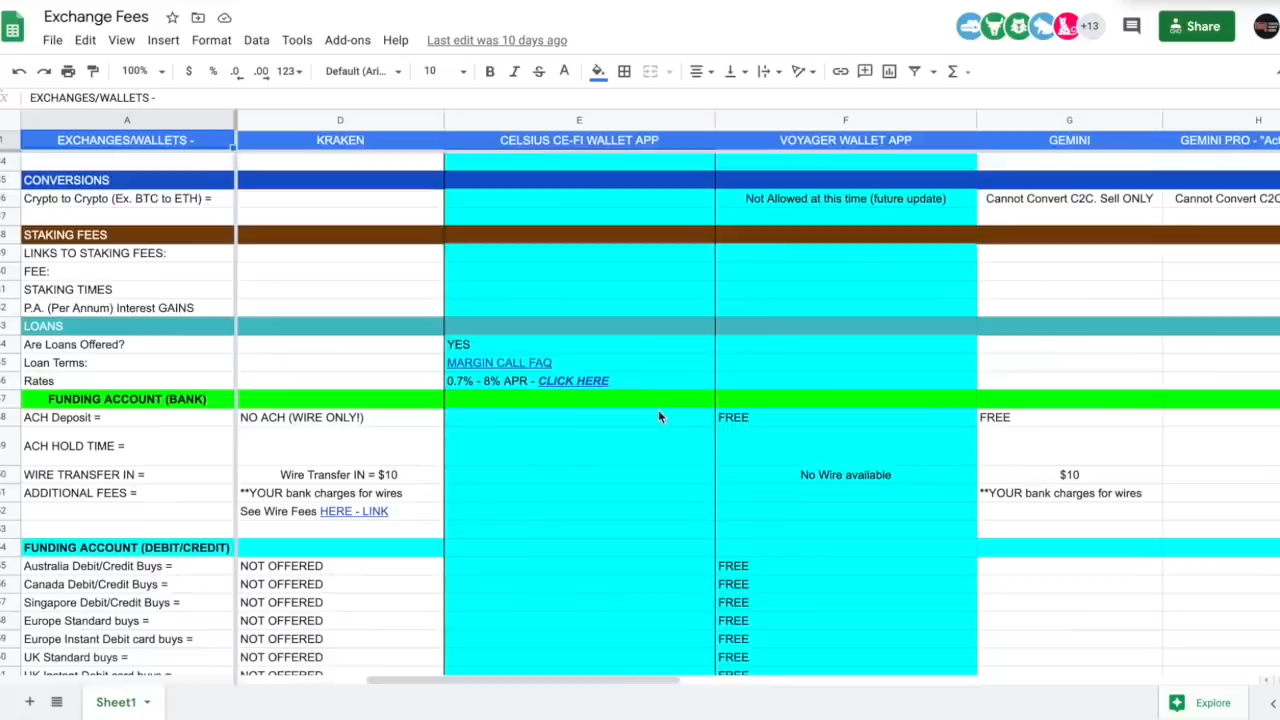 Exchange Fees
File Edit View Insert Format Data Tools Add-ons Help Last edit was 10 days ago
+13
Share
100% $ % .0 .00 123 Default (Ari... 10 B I S A
EXCHANGES/WALLETS -
A D E F G H
EXCHANGES/WALLETS - KRAKEN CELSIUS CE-FI WALLET APP VOYAGER WALLET APP GEMINI GEMINI PRO -
CONVERSIONS
Crypto to Crypto (Ex. BTC to ETH) = Not Allowed at this time (future update) Cannot Convert C2C. Sell ONLY Cannot Convert C2C
STAKING FEES
LINKS TO STAKING FEES:
FEE:
STAKING TIMES
P.A. (Per Annum) Interest GAINS
LOANS
Are Loans Offered? YES
Loan Terms: MARGIN CALL FAQ
Rates 0.7% - 8% APR - CLICK HERE
FUNDING ACCOUNT (BANK)
ACH Deposit = NO ACH (WIRE ONLY!) FREE FREE
ACH HOLD TIME =
WIRE TRANSFER IN = Wire Transfer IN = $10 No Wire available $10
ADDITIONAL FEES = **YOUR bank charges for wires **YOUR bank charges for wires
See Wire Fees HERE - LINK
FUNDING ACCOUNT (DEBIT/CREDIT)
Australia Debit/Credit Buys = NOT OFFERED FREE
Canada Debit/Credit Buys = NOT OFFERED FREE
Singapore Debit/Credit Buys = NOT OFFERED FREE
Europe Standard buys = NOT OFFERED FREE
Europe Instant Debit card buys = NOT OFFERED FREE
UK Standard buys = NOT OFFERED FREE
UK Instant Debit card buys = NOT OFFERED FREE
Sheet1
Explore